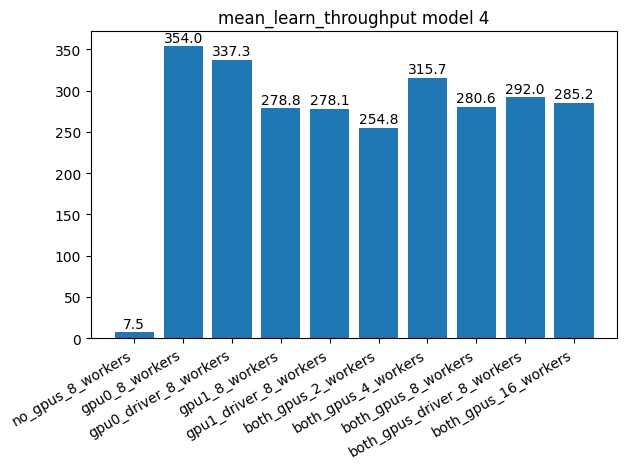 mean_learn_throughput model 4
350
300
250
200
150
100
50
0
7.5
354.0
337.3
278.8
278.1
254.8
315.7
280.6
292.0
285.2
no_gpus_8_workers
gpu0_8_workers
gpu0_driver_8_workers
gpu1_8_workers
gpu1_driver_8_workers
both_gpus_2_workers
both_gpus_4_workers
both_gpus_8_workers
both_gpus_driver_8_workers
both_gpus_16_workers